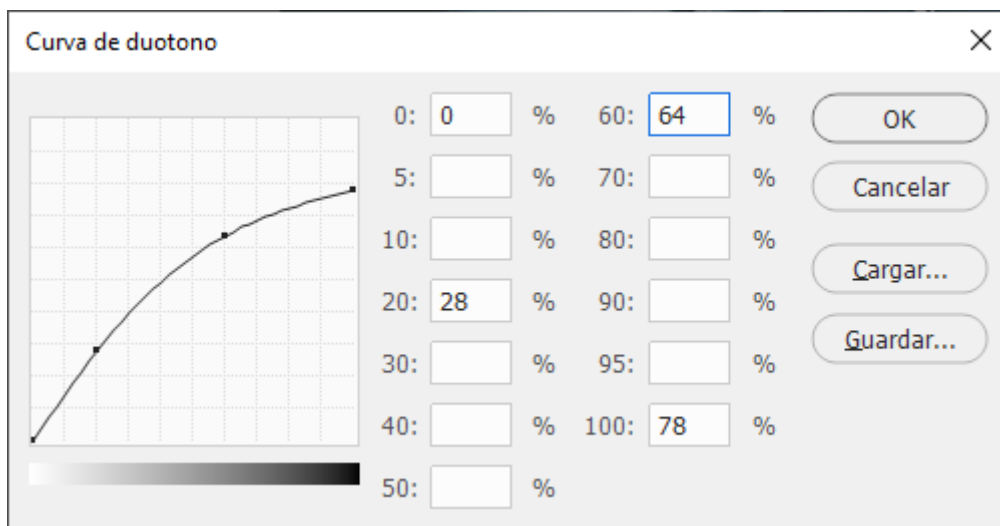 Curva de duotono
0: 0 % 60: 64 % OK
5: % 70: % Cancelar
10: % 80: % Cargar...
20: 28 % 90: % Guardar...
30: % 95: %
40: % 100: 78 %
50: %